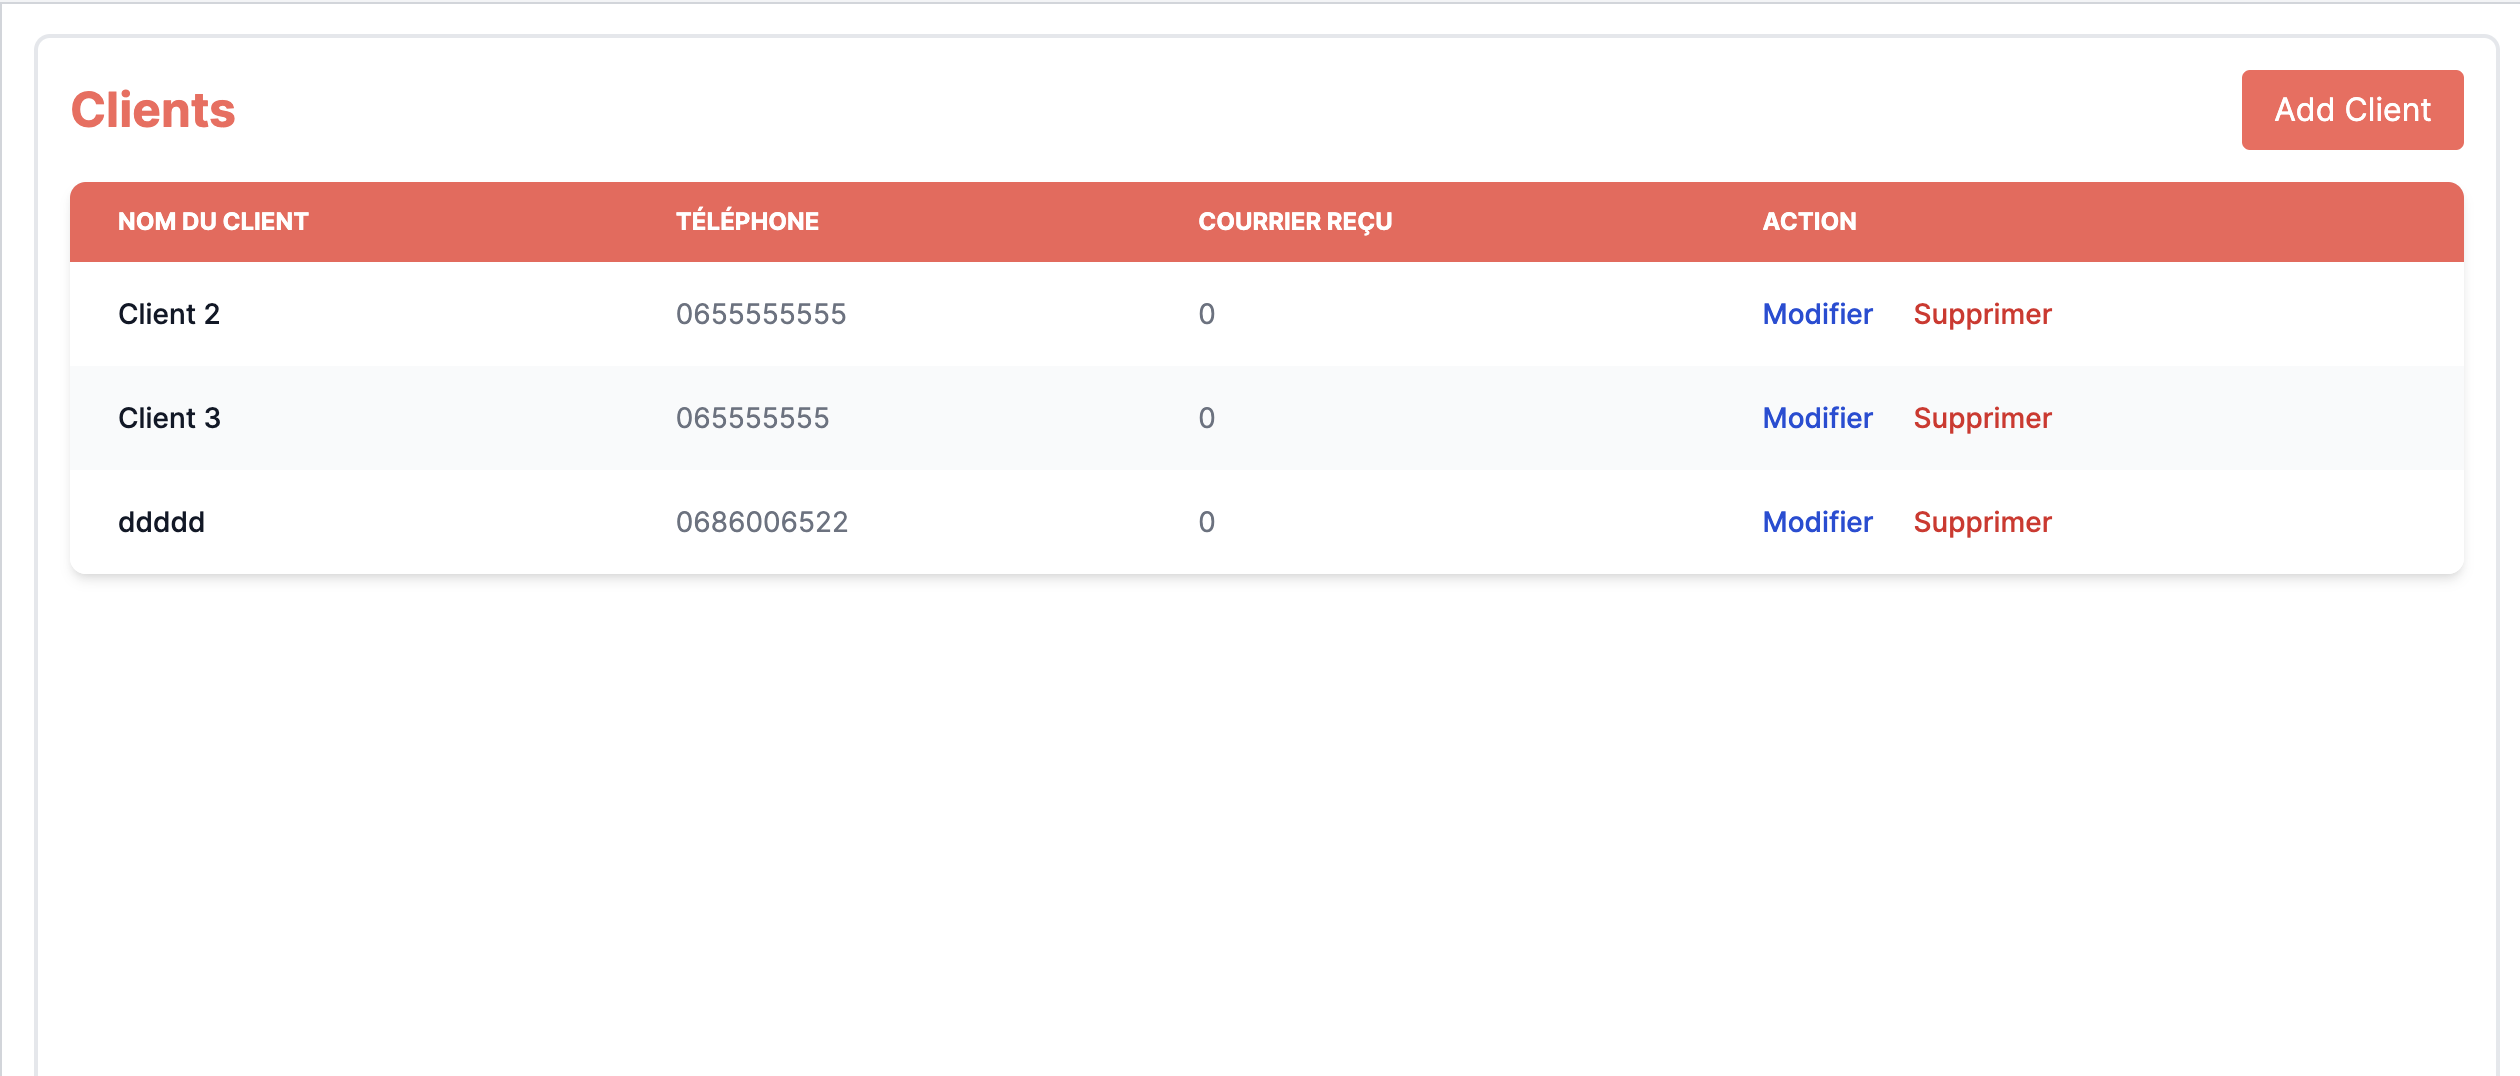 Clients
Add Client
NOM DU CLIENT TÉLÉPHONE COURRIER REÇU ACTION
Client 2 0655555555 0 Modifier Supprimer
Client 3 065555555 0 Modifier Supprimer
ddddd 0686006522 0 Modifier Supprimer